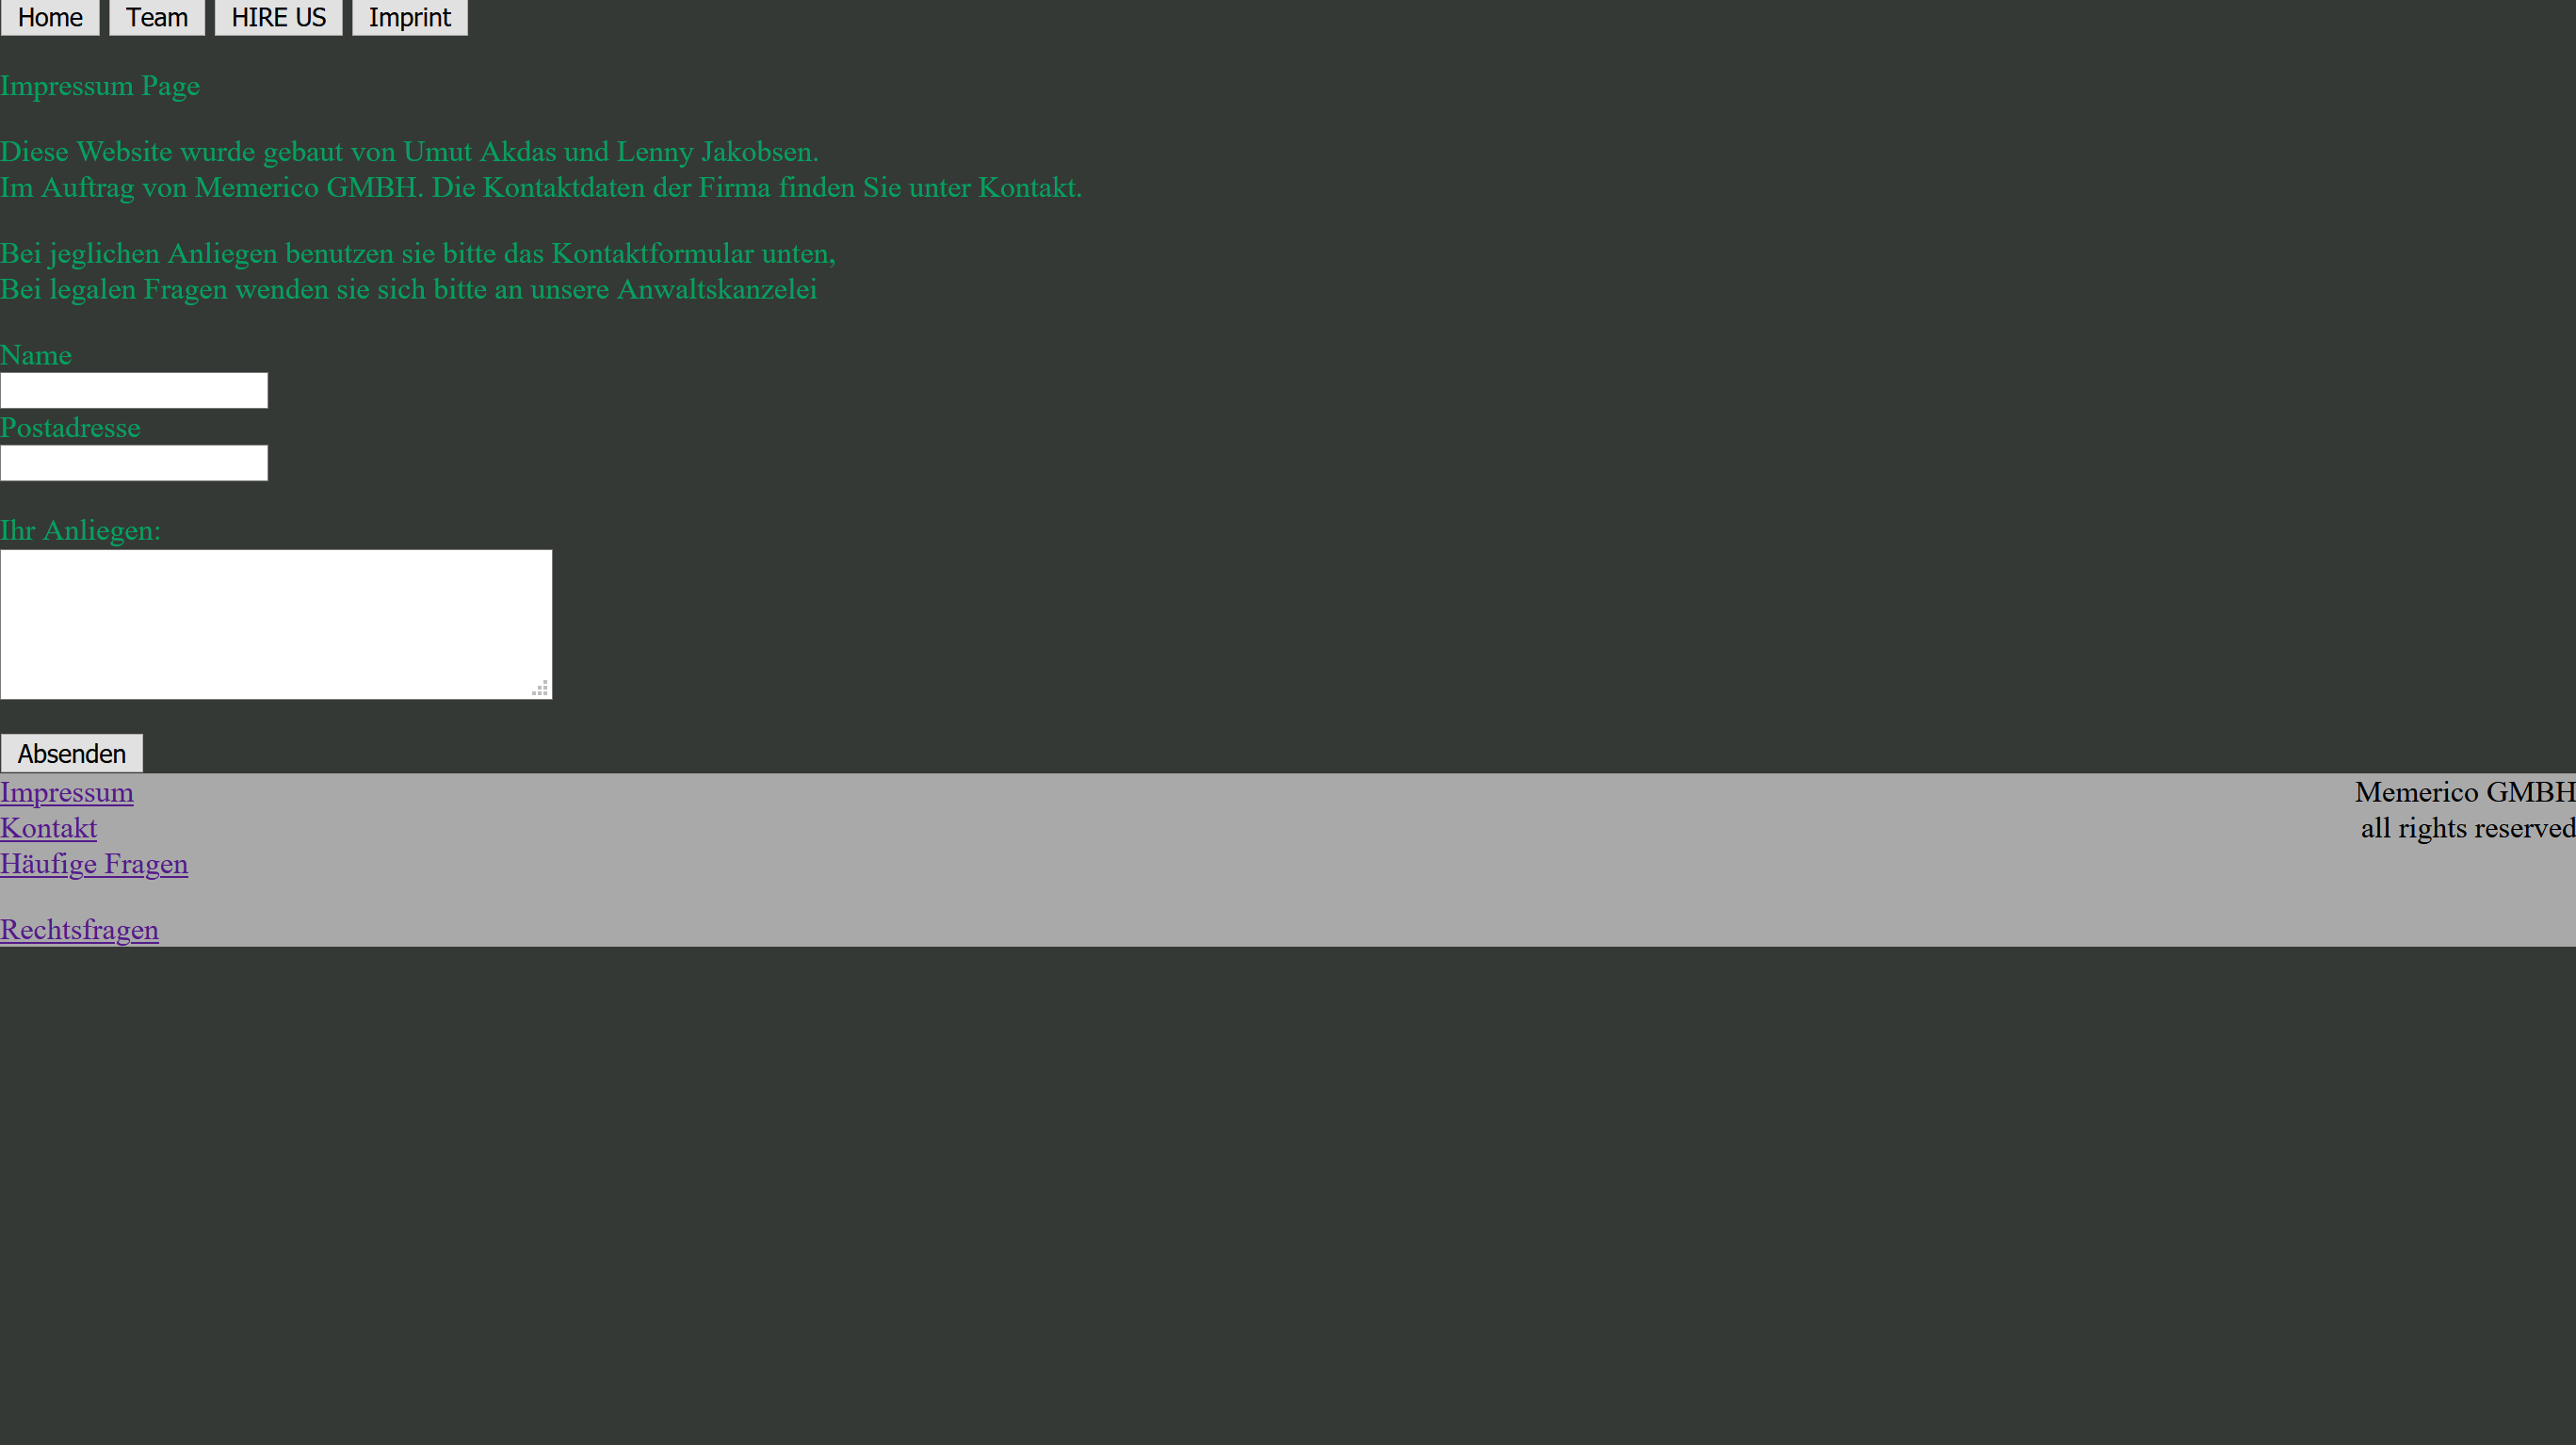 Home Team HIRE US Imprint
Impressum Page
Diese Website wurde gebaut von Umut Akdas und Lenny Jakobsen.
Im Auftrag von Memerico GMBH. Die Kontaktdaten der Firma finden Sie unter Kontakt.
Bei jeglichen Anliegen benutzen sie bitte das Kontaktformular unten,
Bei legalen Fragen wenden sie sich bitte an unsere Anwaltskanzelei
Name
Postadresse
Ihr Anliegen:
Absenden
Impressum
Kontakt
Häufige Fragen
Rechtsfragen
Memerico GMBH
all rights reserved